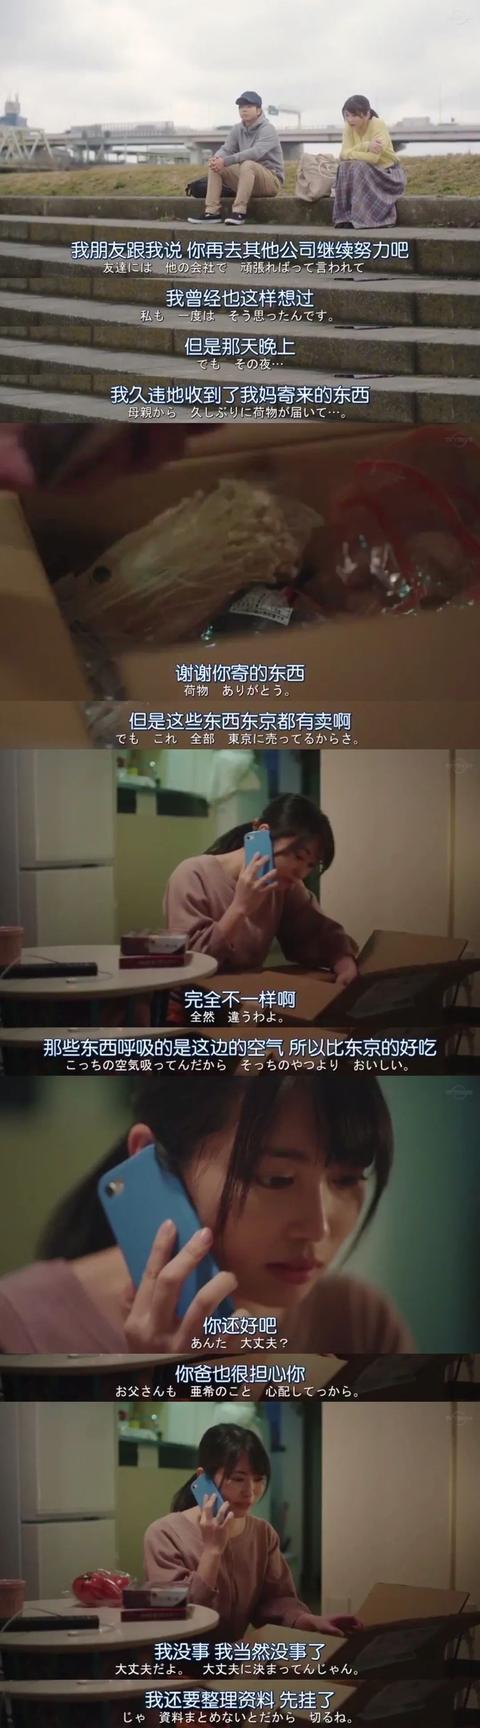 我朋友跟我说 你再去其他公司继续努力吧
友達には 他の会社で 頑張ればって言われて
我曾经也这样想过
私も 一度は そう思ったんです。
但是那天晚上
でも その夜…
我久违地收到了我妈寄来的东西
母親から 久しぶりに荷物が届いて…。
谢谢你寄的东西
荷物 ありがとう。
但是这些东西东京都有卖啊
でも これ 全部 東京に売ってるからさ。
完全不一样啊
全然 違うわよ。
那些东西呼吸的是这边的空气 所以比东京的好吃
こっちの空気吸ってんだから そっちのやつより おいしい。
你还好吧
あんた 大丈夫?
你爸也很担心你
お父さんも 亜希のこと 心配してっから。
我没事 我当然没事了
大丈夫だよ。 大丈夫に決まってんじゃん。
我还要整理资料 先挂了
じゃ 資料まとめないとだから 切るね。